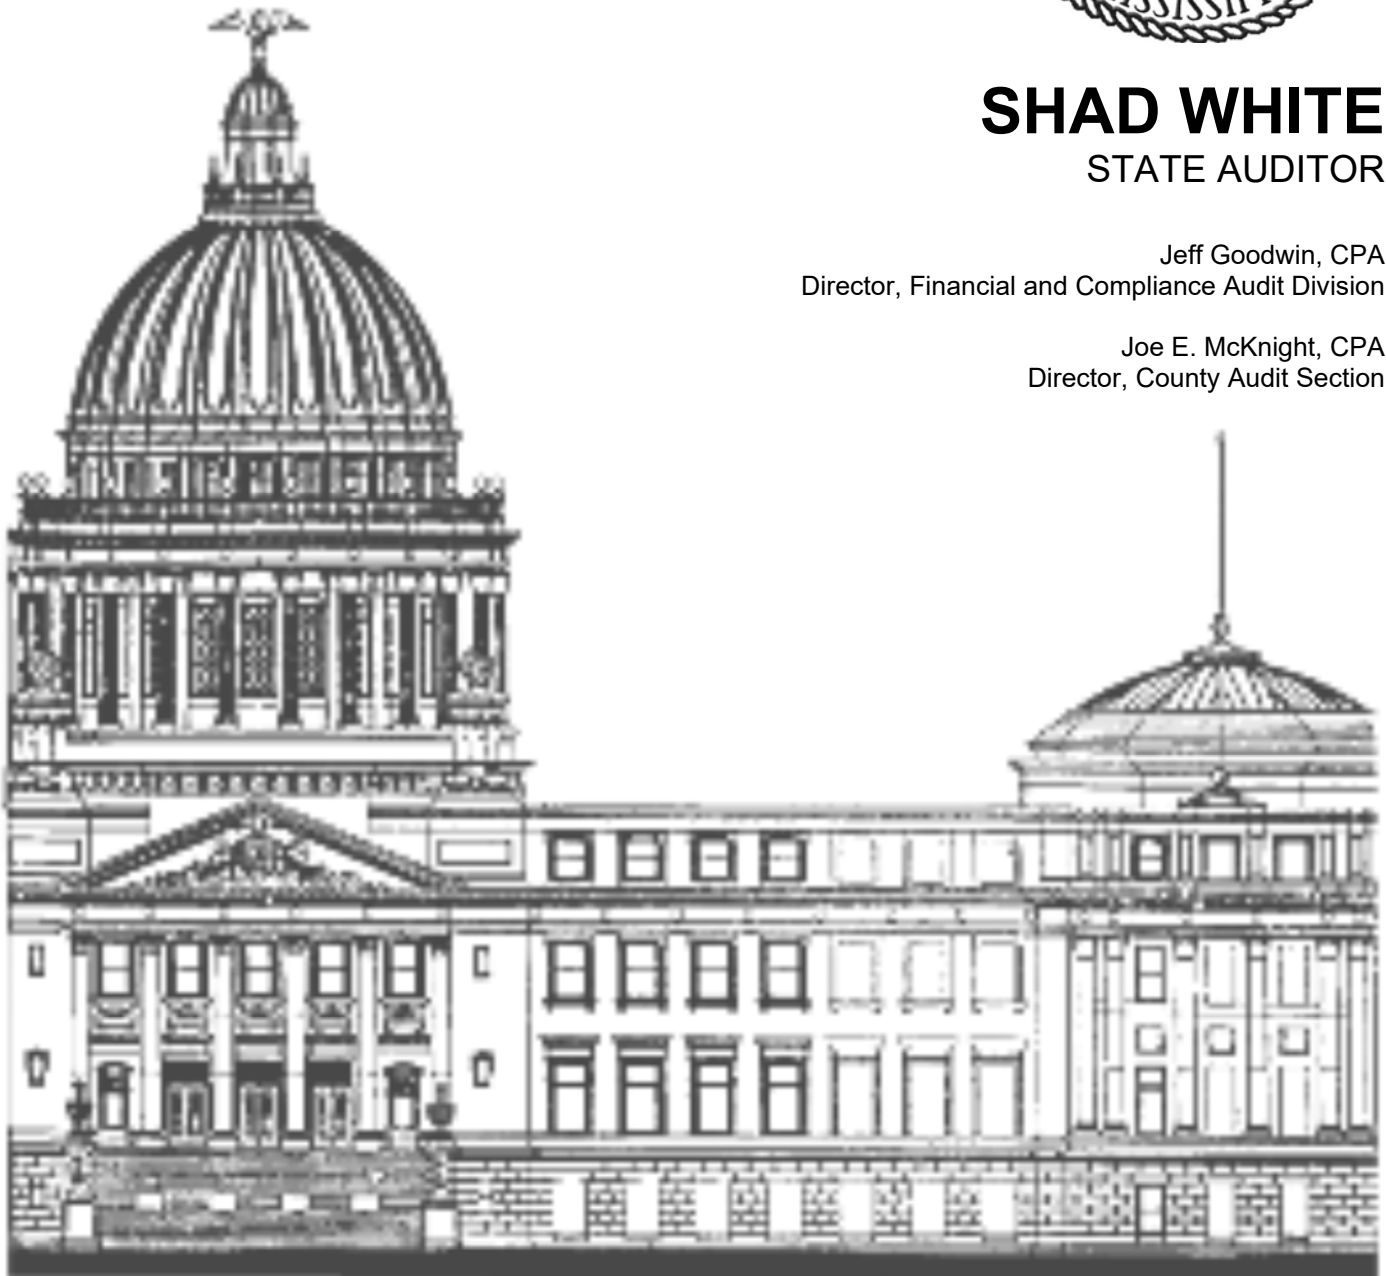 SHAD WHITE
STATE AUDITOR
Jeff Goodwin, CPA
Director, Financial and Compliance Audit Division
Joe E. McKnight, CPA
Director, County Audit Section